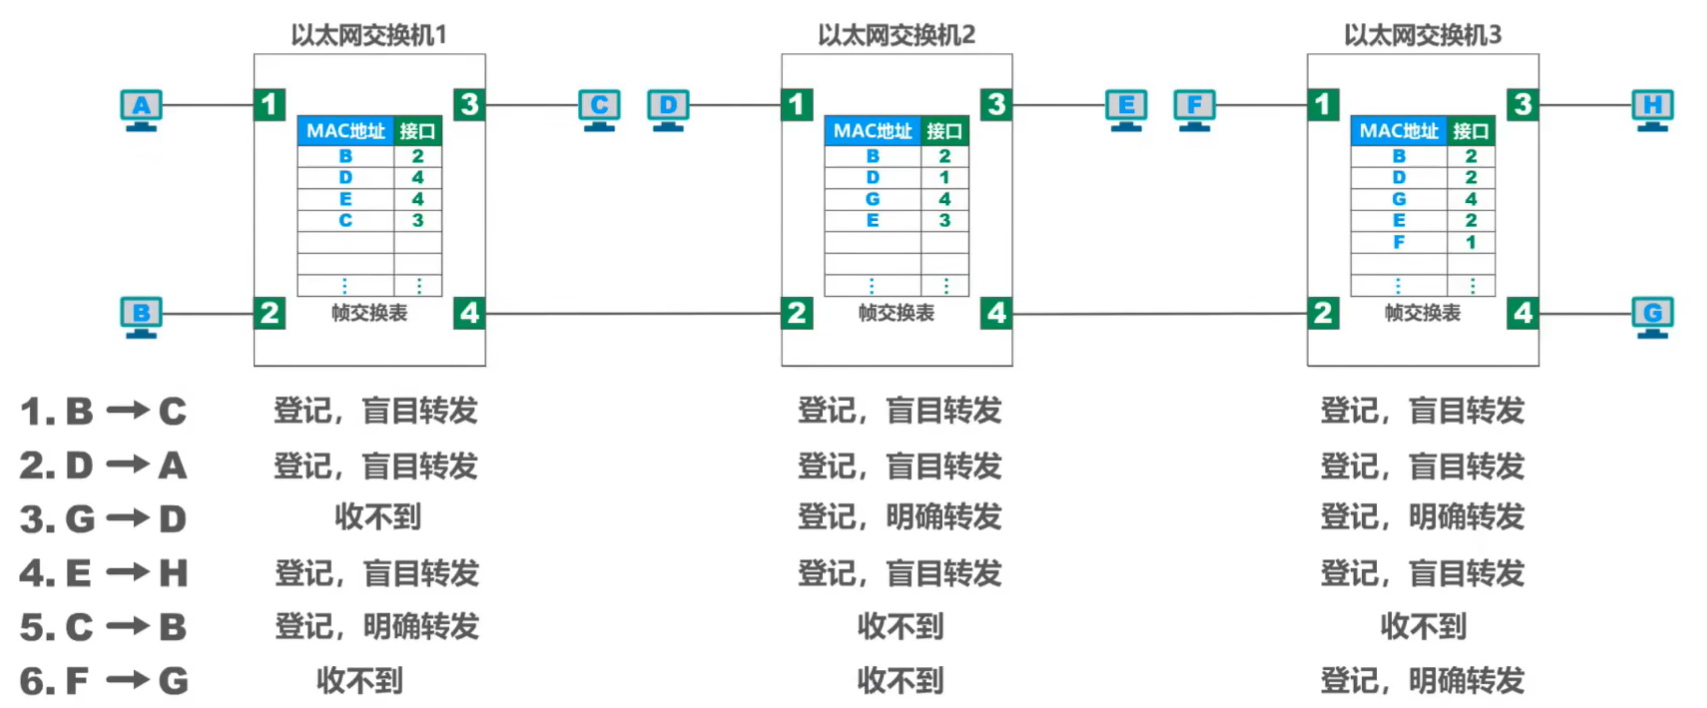 以太网交换机1 以太网交换机2 以太网交换机3
A 1 3 C D 1 3 E F 1 3 H
MAC地址 接口 MAC地址 接口 MAC地址 接口
B 2 B 2 B 2
D 4 D 1 D 2
E 4 G 4 G 4
C 3 E 3 E 2
F 1
⋮ ⋮ ⋮ ⋮ ⋮ ⋮
B 2 帧交换表 4 2 帧交换表 4 2 帧交换表 4 G
1. B → C 登记，盲目转发 登记，盲目转发 登记，盲目转发
2. D → A 登记，盲目转发 登记，盲目转发 登记，盲目转发
3. G → D 收不到 登记，明确转发 登记，明确转发
4. E → H 登记，盲目转发 登记，盲目转发 登记，盲目转发
5. C → B 登记，明确转发 收不到 收不到
6. F → G 收不到 收不到 登记，明确转发